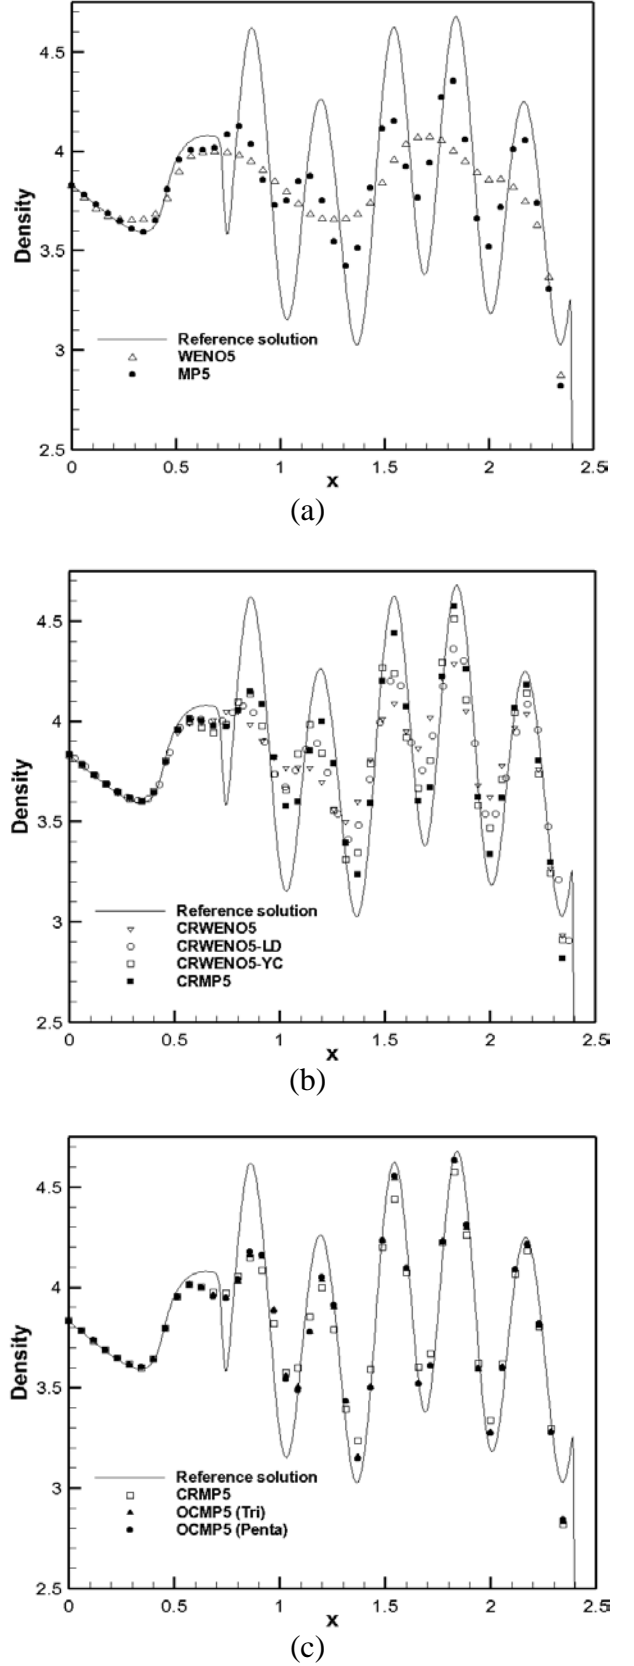 4.5
4
3.5
3
2.5
Density
Reference solution
WENO5
MP5
0
0.5
1
1.5
2
2.5
x
(a)
4.5
4
3.5
3
2.5
Density
Reference solution
CRWENO5
CRWENO5-LD
CRWENO5-YC
CRMP5
0
0.5
1
1.5
2
2.5
x
(b)
4.5
4
3.5
3
2.5
Density
Reference solution
CRMP5
OCMP5 (Tri)
OCMP5 (Penta)
0
0.5
1
1.5
2
2.5
x
(c)